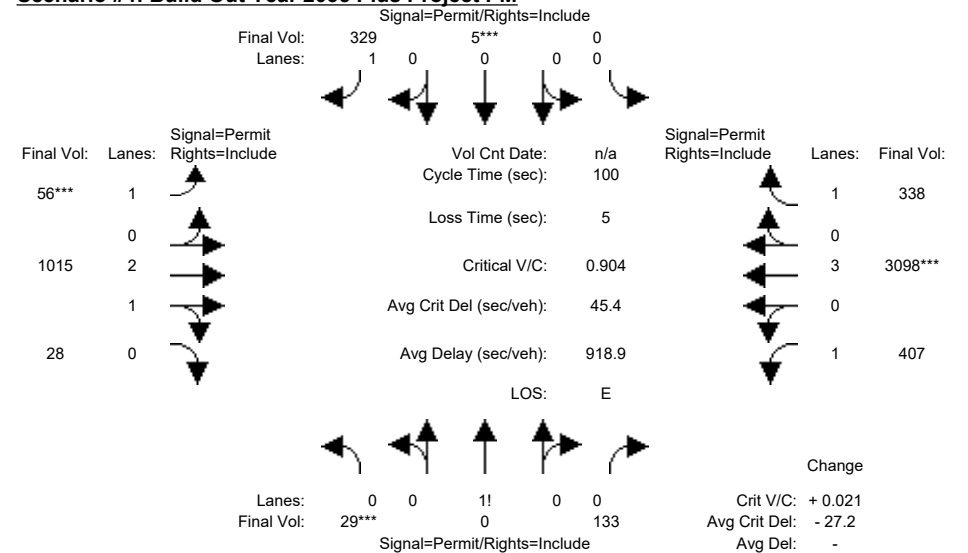 Scenario #4: Build Out Year 2035 Plus Project PM
Signal=Permit/Rights=Include
Final Vol: 329 5*** 0
Lanes: 1 0 0 0 0
Signal=Permit Signal=Permit
Final Vol: Lanes: Rights=Include Vol Cnt Date: n/a Rights=Include Lanes: Final Vol:
Cycle Time (sec): 100
56*** 1 1 338
Loss Time (sec): 5
0 0
1015 2 Critical V/C: 0.904 3 3098***
1 Avg Crit Del (sec/veh): 45.4 0
28 0 Avg Delay (sec/veh): 918.9 1 407
LOS: E
Change
Lanes: 0 0 1! 0 0 Crit V/C: + 0.021
Final Vol: 29*** 0 133 Avg Crit Del: - 27.2
Signal=Permit/Rights=Include Avg Del: -